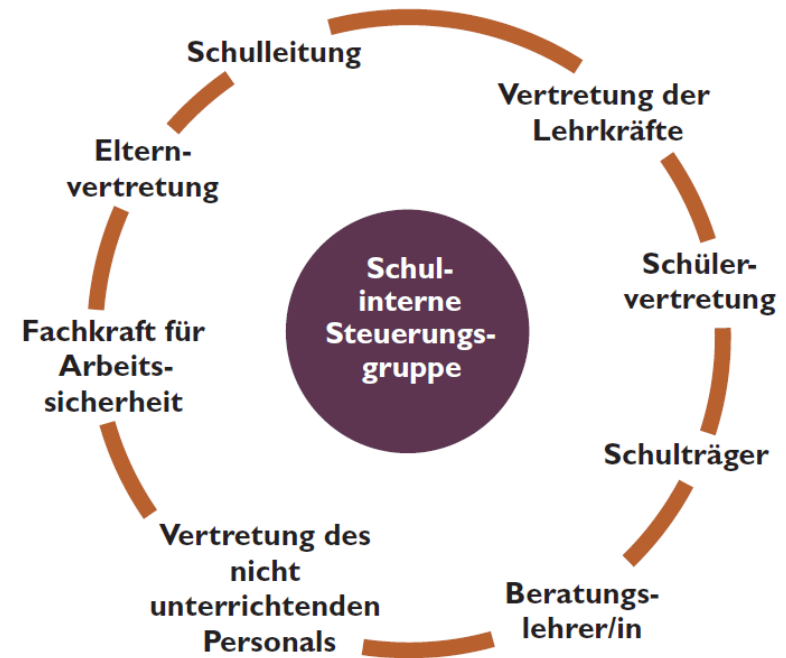 Schulleitung
Vertretung der
Lehrkräfte
Schüler-
vertretung
Schulträger
Beratungs-
lehrer/in
Vertretung des
nicht
unterrichtenden
Personals
Fachkraft für
Arbeits-
sicherheit
Eltern-
vertretung
Schul-
interne
Steuerungs-
gruppe